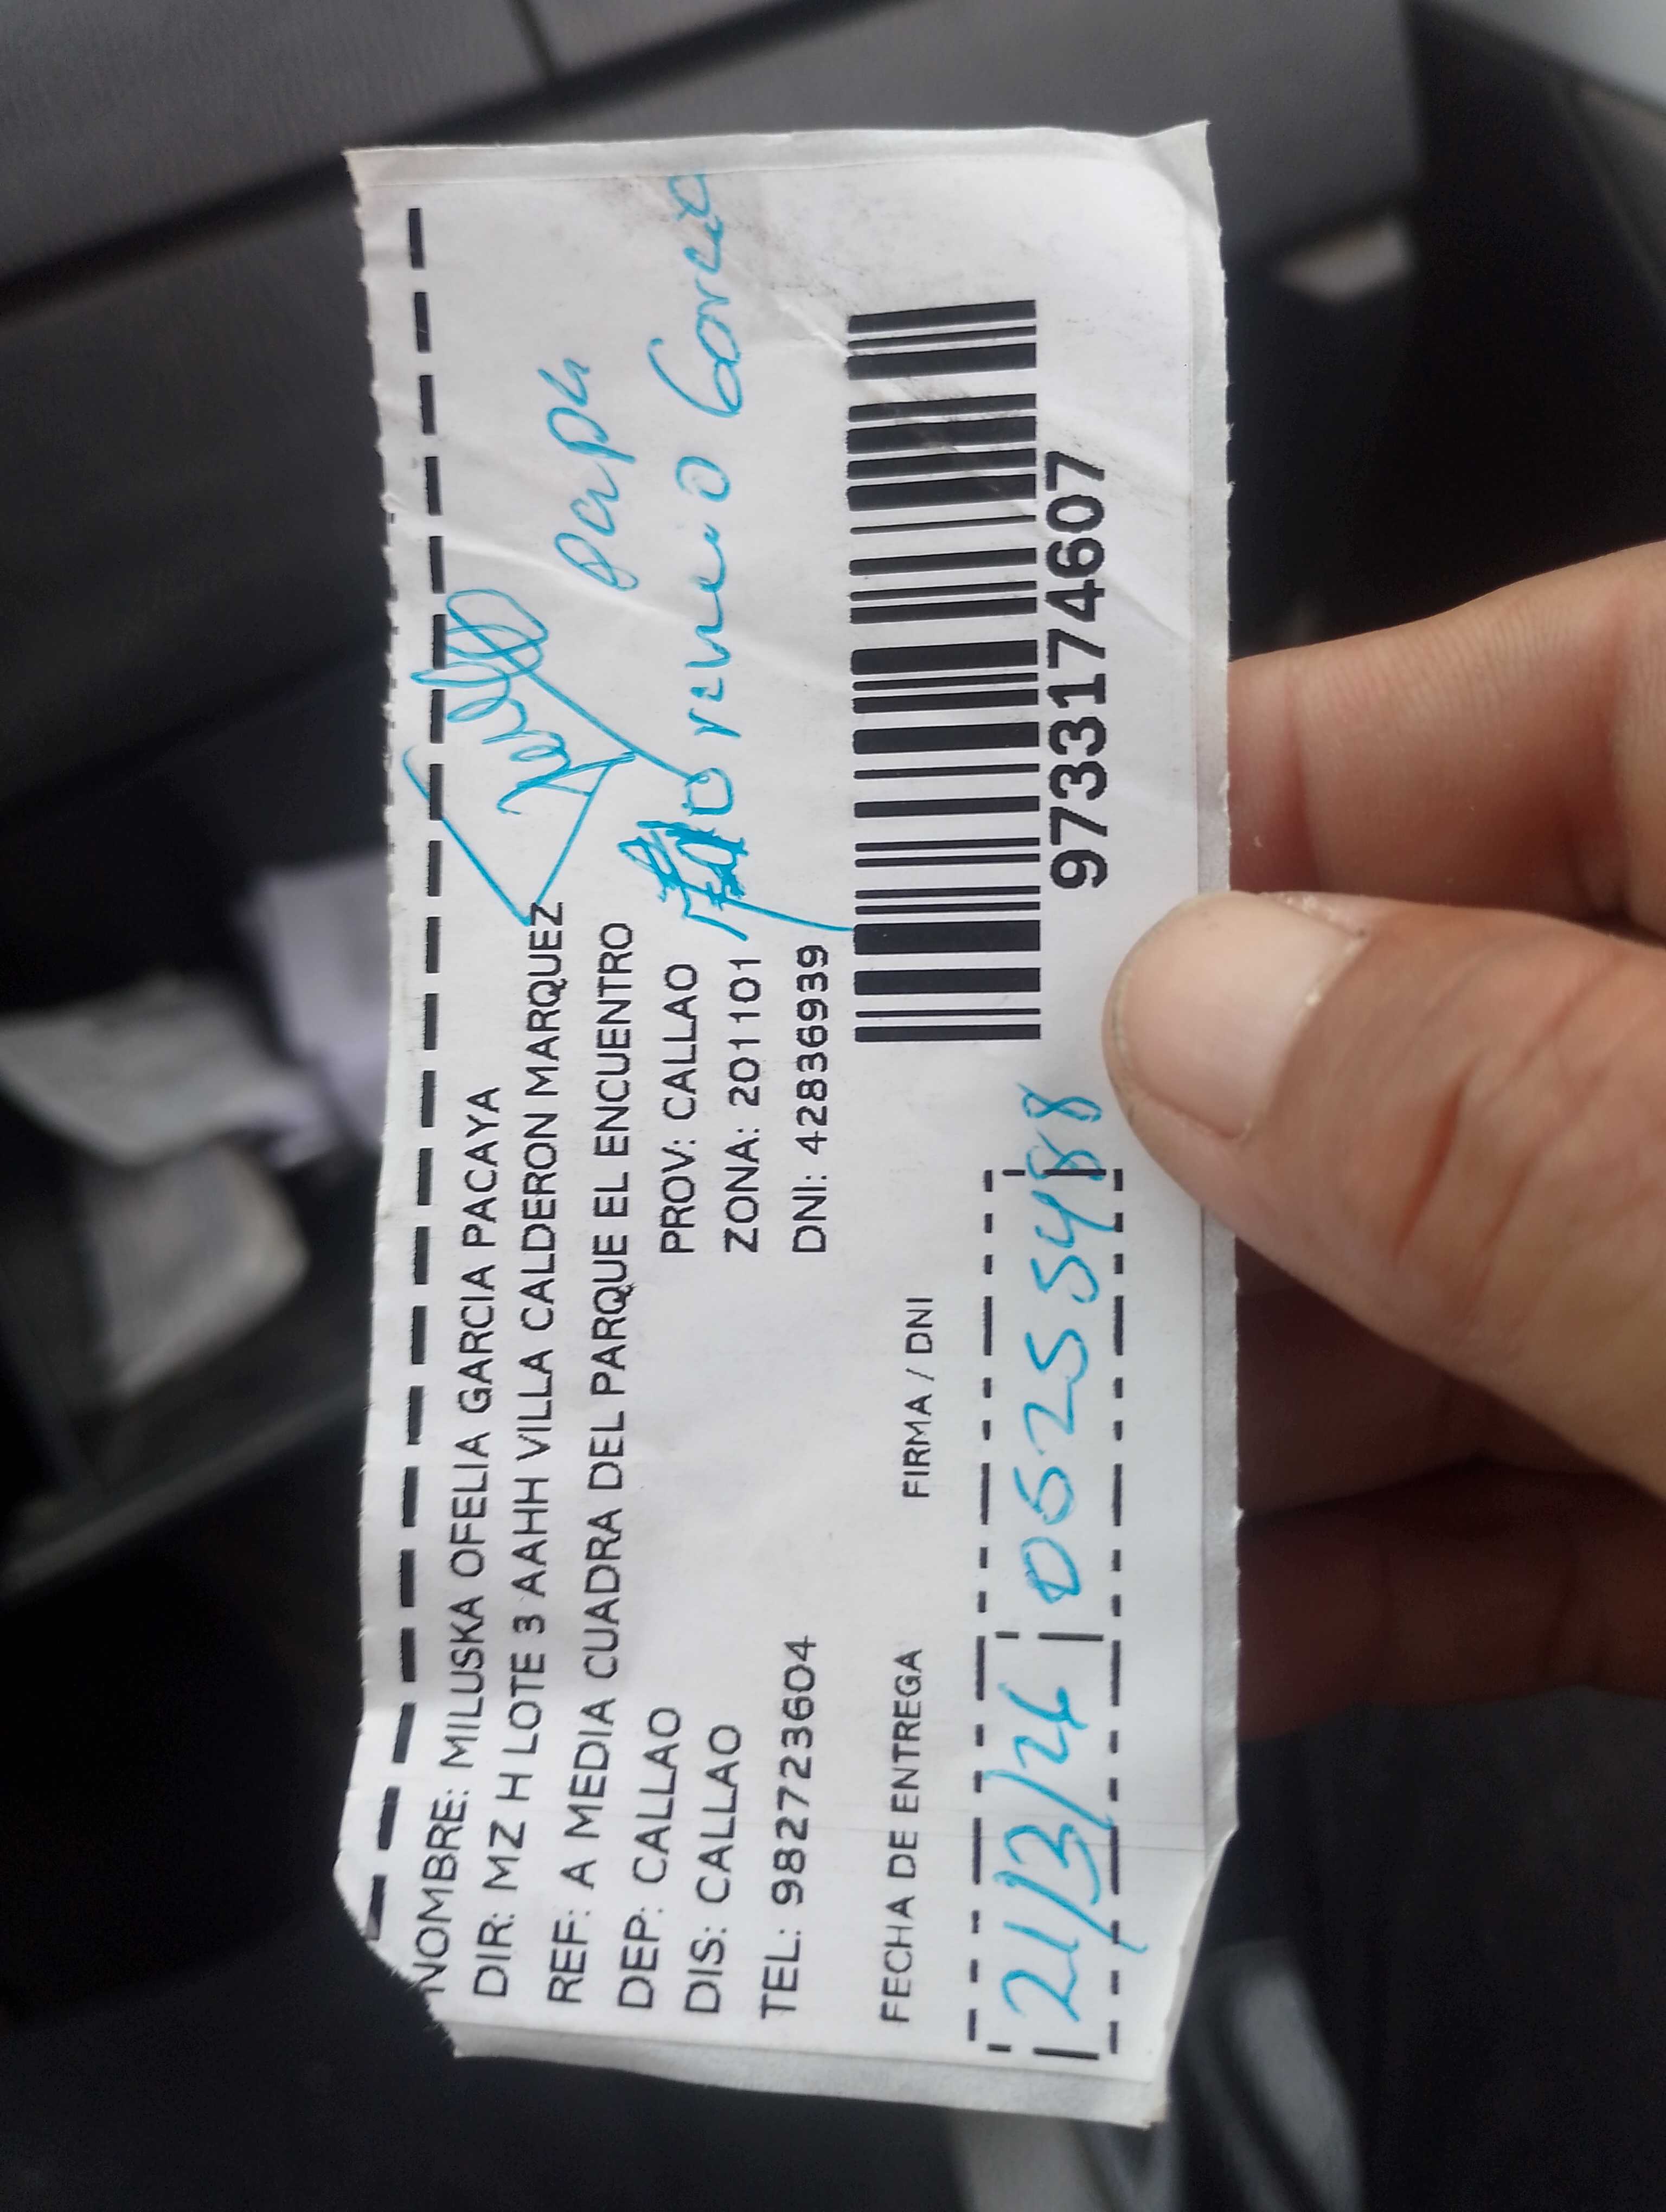 NOMBRE: MILUSKA OFELIA GARCIA PACAYA
DIR: MZ H LOTE 3 AAHH VILLA CALDERON MARQUEZ
REF: A MEDIA CUADRA DEL PARQUE EL ENCUENTRO
papa
DEP: CALLAO PROV: CALLAO
DIS: CALLAO ZONA: 201101
TEL: 982723604 DNI: 42836939
FECHA DE ENTREGA FIRMA / DNI
21/3/26 06255488
9733174607